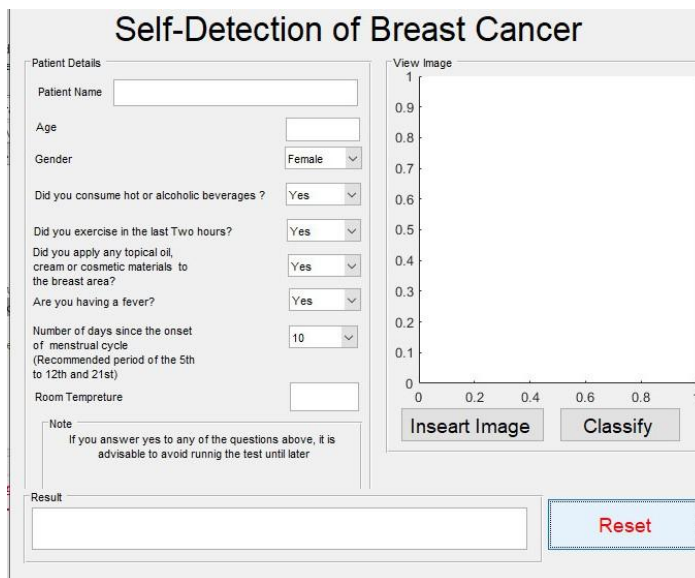 Self-Detection of Breast Cancer
Patient Details
Patient Name
Age
Gender
Female
Did you consume hot or alcoholic beverages ?
Yes
Did you exercise in the last Two hours?
Yes
Did you apply any topical oil,
cream or cosmetic materials to
the breast area?
Yes
Are you having a fever?
Yes
Number of days since the onset
of menstrual cycle
(Recommended period of the 5th
to 12th and 21st)
10
Room Tempreture
Note
If you answer yes to any of the questions above, it is
advisable to avoid runnig the test until later
View Image
1
0.9
0.8
0.7
0.6
0.5
0.4
0.3
0.2
0.1
0
0 0.2 0.4 0.6 0.8
Inseart Image
Classify
Result
Reset